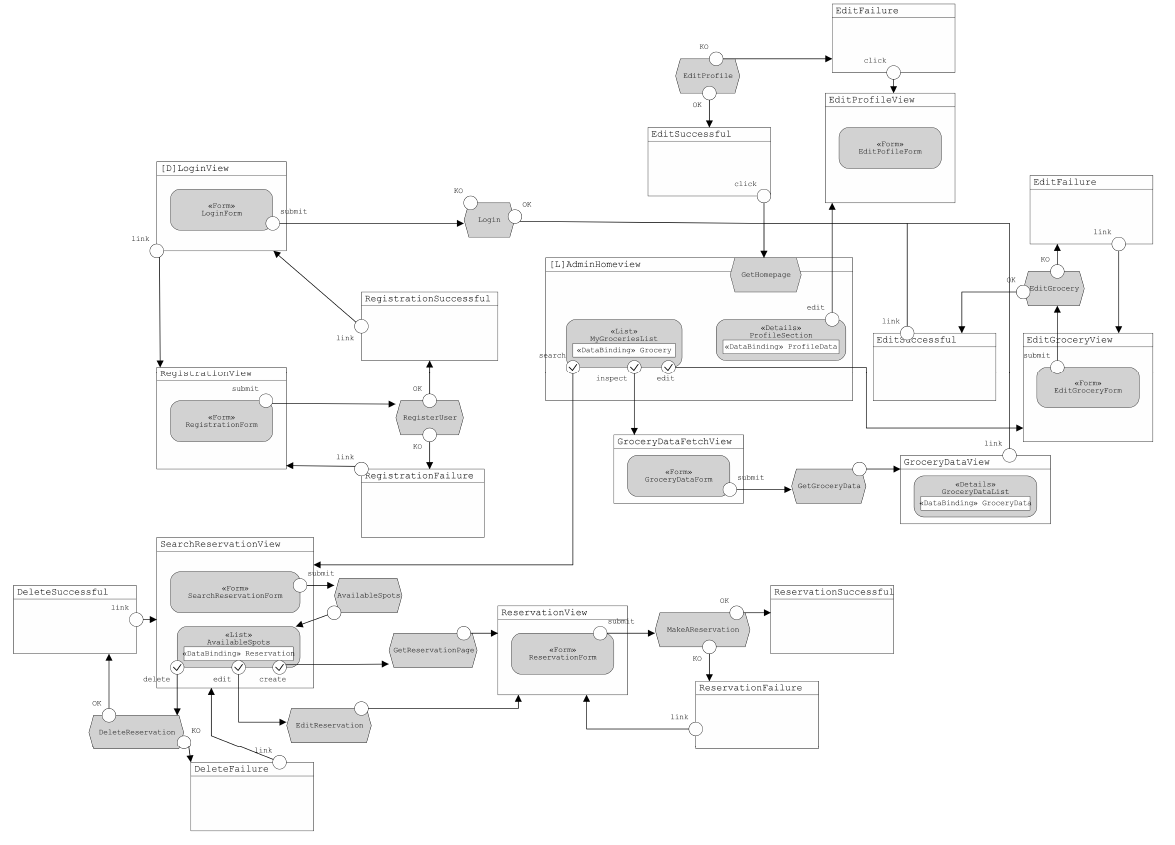 EditFailure
click
KO
EditProfile
OK
EditProfileView
«Form»
EditPofileForm
EditSuccessful
click
[D]LoginView
«Form»
LoginForm
submit
link
KO
OK
Login
EditFailure
link
KO
OK
EditGrocery
[L]AdminHomeview
GetHomepage
edit
«List»
MyGroceriesList
«DataBinding» Grocery
search
inspect
edit
«Details»
ProfileSection
«DataBinding» ProfileData
link
EditSuccessful
EditGroceryView
submit
«Form»
EditGroceryForm
RegistrationSuccessful
link
RegistrationView
submit
«Form»
RegistrationForm
OK
RegisterUser
KO
link
RegistrationFailure
GroceryDataFetchView
«Form»
GroceryDataForm
submit
GetGroceryData
link
GroceryDataView
«Details»
GroceryDataList
«DataBinding» GroceryData
SearchReservationView
«Form»
SearchReservationForm
submit
AvailableSpots
«List»
AvailableSpots
«DataBinding» Reservation
delete
edit
create
DeleteSuccessful
link
GetReservationPage
ReservationView
submit
«Form»
ReservationForm
OK
MakeAReservation
KO
ReservationSuccessful
ReservationFailure
link
EditReservation
OK
DeleteReservation
KO
link
DeleteFailure